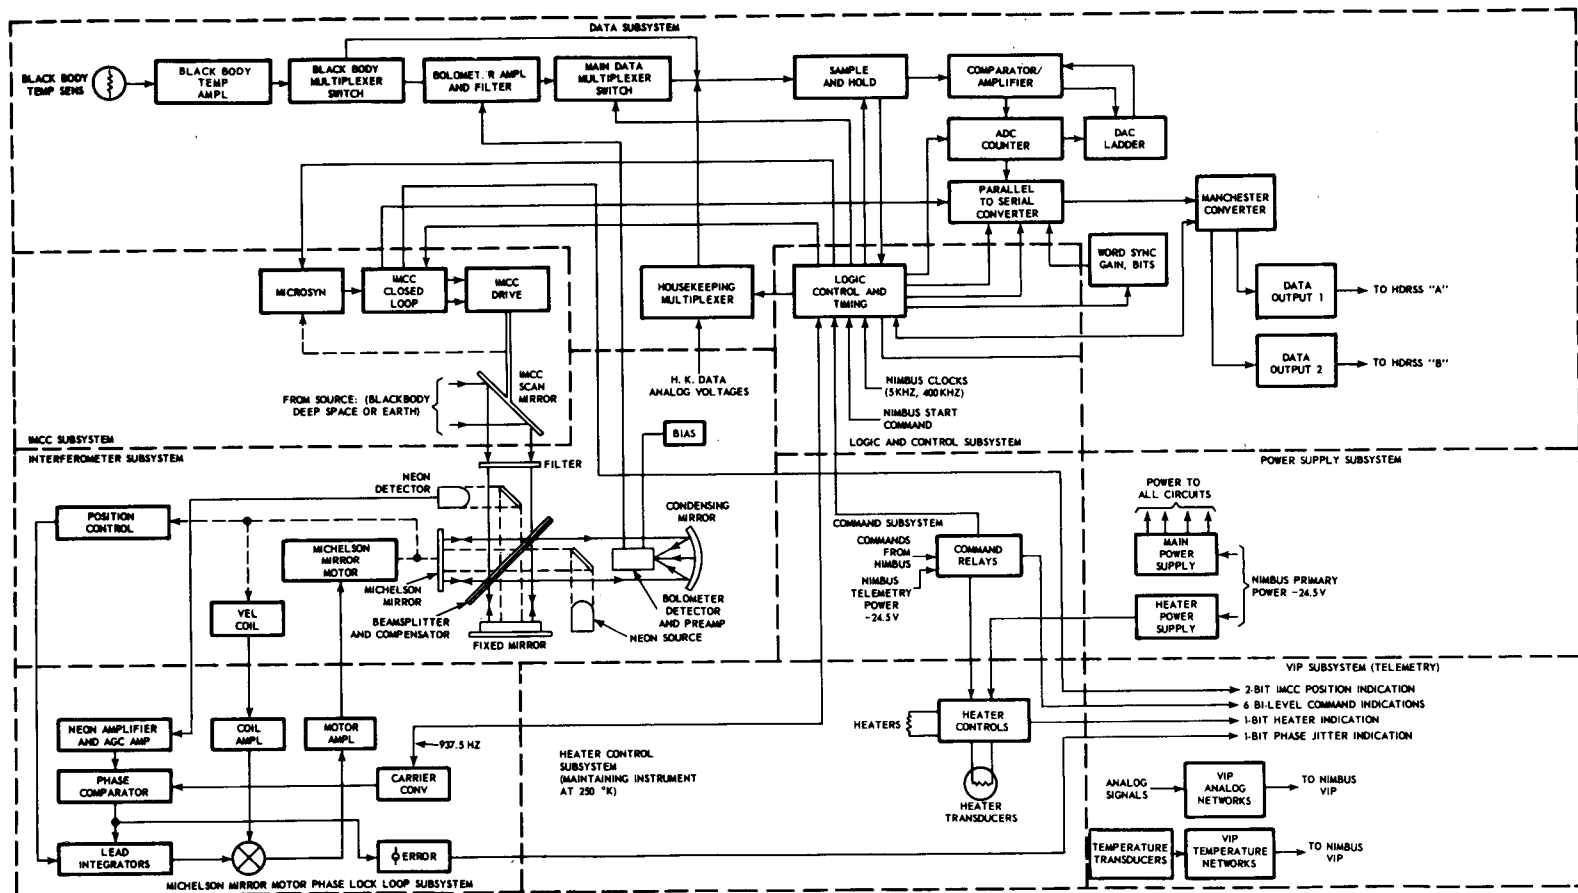 DATA SUBSYSTEM
BLACK BODY
TEMP SENS
BLACK BODY
TEMP
AMPL
BLACK BODY
MULTIPLEXER
SWITCH
AMPL
AND FILTER
MAIN DATA
MULTIPLEXER
SWITCH
SAMPLE
AND HOLD
COMPARATOR/
AMPLIFIER
ADC
COUNTER
DAC
LADDER
PARALLEL
TO SERIAL
CONVERTER
MANCHESTER
CONVERTER
WORD SYNC
GAIN, BITS
MICROSYN
IMCC
CLOSED
LOOP
IMCC
DRIVE
HOUSEKEEPING
MULTIPLEXER
LOGIC
CONTROL AND
TIMING
DATA
OUTPUT 1
TO HDRSS "A"
DATA
OUTPUT 2
TO HDRSS "B"
IMCC
SCAN
MIRROR
FROM SOURCE: (BLACKBODY
DEEP SPACE OR EARTH)
H. K. DATA
ANALOG VOLTAGES
NIMBUS CLOCKS
(5KHZ, 400KHZ)
NIMBUS START
COMMAND
BIAS
IMCC SUBSYSTEM
LOGIC AND CONTROL SUBSYSTEM
INTERFEROMETER SUBSYSTEM
FILTER
POWER SUPPLY SUBSYSTEM
NEON
DETECTOR
CONDENSING
MIRROR
POWER TO
ALL CIRCUITS
POSITION
CONTROL
COMMAND SUBSYSTEM
COMMANDS
FROM
NIMBUS
NIMBUS
TELEMETRY
POWER
-24.5V
COMMAND
RELAYS
MAIN
POWER
SUPPLY
NIMBUS PRIMARY
POWER -24.5V
HEATER
POWER
SUPPLY
MICHELSON
MIRROR
MOTOR
MICHELSON
MIRROR
BOLOMETER
DETECTOR
AND PREAMP
VEL
COIL
BEAMSPLITTER
AND COMPENSATOR
FIXED MIRROR
NEON SOURCE
VIP SUBSYSTEM (TELEMETRY)
2-BIT IMCC POSITION INDICATION
6 BI-LEVEL COMMAND INDICATIONS
1-BIT HEATER INDICATION
1-BIT PHASE JITTER INDICATION
NEON AMPLIFIER
AND AGC AMP
COIL
AMPL
MOTOR
AMPL
937.5 HZ
HEATERS
HEATER
CONTROLS
HEATER CONTROL
SUBSYSTEM
(MAINTAINING INSTRUMENT
AT 250 °K)
PHASE
COMPARATOR
CARRIER
CONV
HEATER
TRANSDUCERS
ANALOG
SIGNALS
VIP
ANALOG
NETWORKS
TO NIMBUS
VIP
LEAD
INTEGRATORS
ϕ ERROR
TEMPERATURE
TRANSDUCERS
VIP
TEMPERATURE
NETWORKS
TO NIMBUS
VIP
MICHELSON MIRROR MOTOR PHASE LOCK LOOP SUBSYSTEM